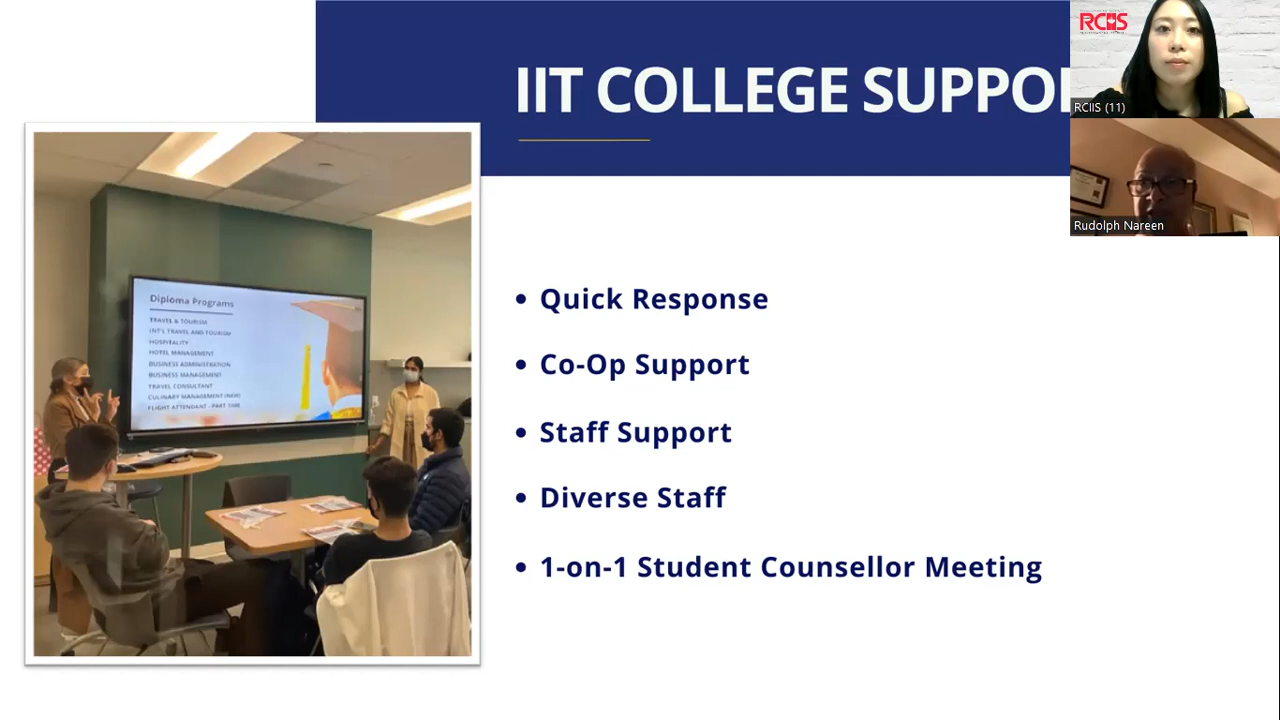 IIT COLLEGE SUPPO
RCIIS
RCIIS (11)
Rudolph Nareen
Diploma Programs
TRAVEL & TOURISM
INT'L TRAVEL AND TOURISM
HOSPITALITY
HOTEL MANAGEMENT
BUSINESS ADMINISTRATION
BUSINESS MANAGEMENT
TRAVEL CONSULTANT
CULINARY MANAGEMENT (NEW)
FLIGHT ATTENDANT - PART TIME
• Quick Response
• Co-Op Support
• Staff Support
• Diverse Staff
• 1-on-1 Student Counsellor Meeting